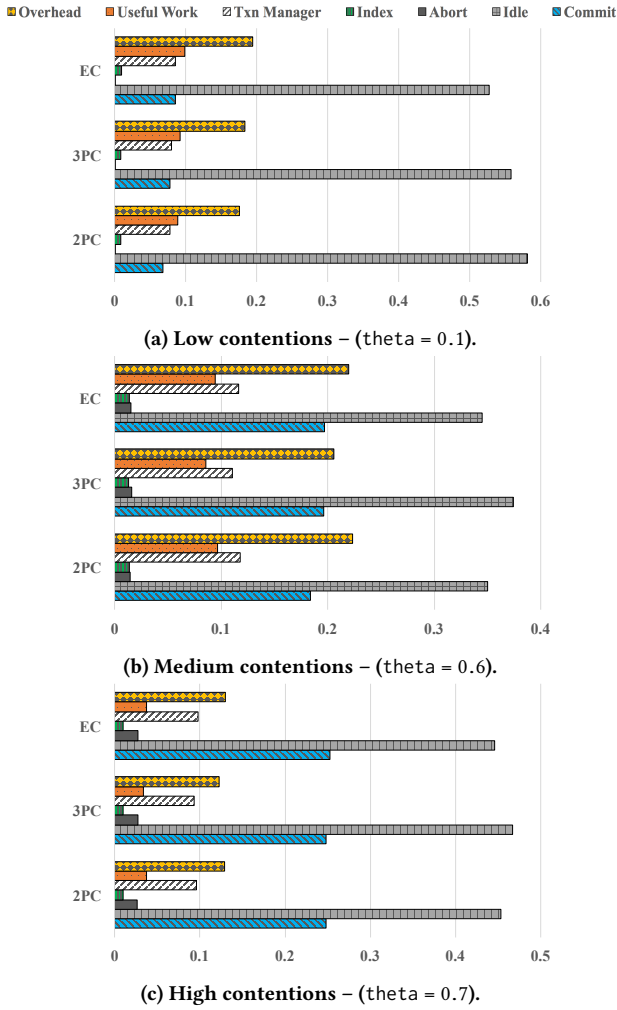 Overhead Useful Work Txn Manager Index Abort Idle Commit
EC
3PC
2PC
0 0.1 0.2 0.3 0.4 0.5 0.6
(a) Low contentions – (theta = 0.1).
EC
3PC
2PC
0 0.1 0.2 0.3 0.4
(b) Medium contentions – (theta = 0.6).
EC
3PC
2PC
0 0.1 0.2 0.3 0.4 0.5
(c) High contentions – (theta = 0.7).